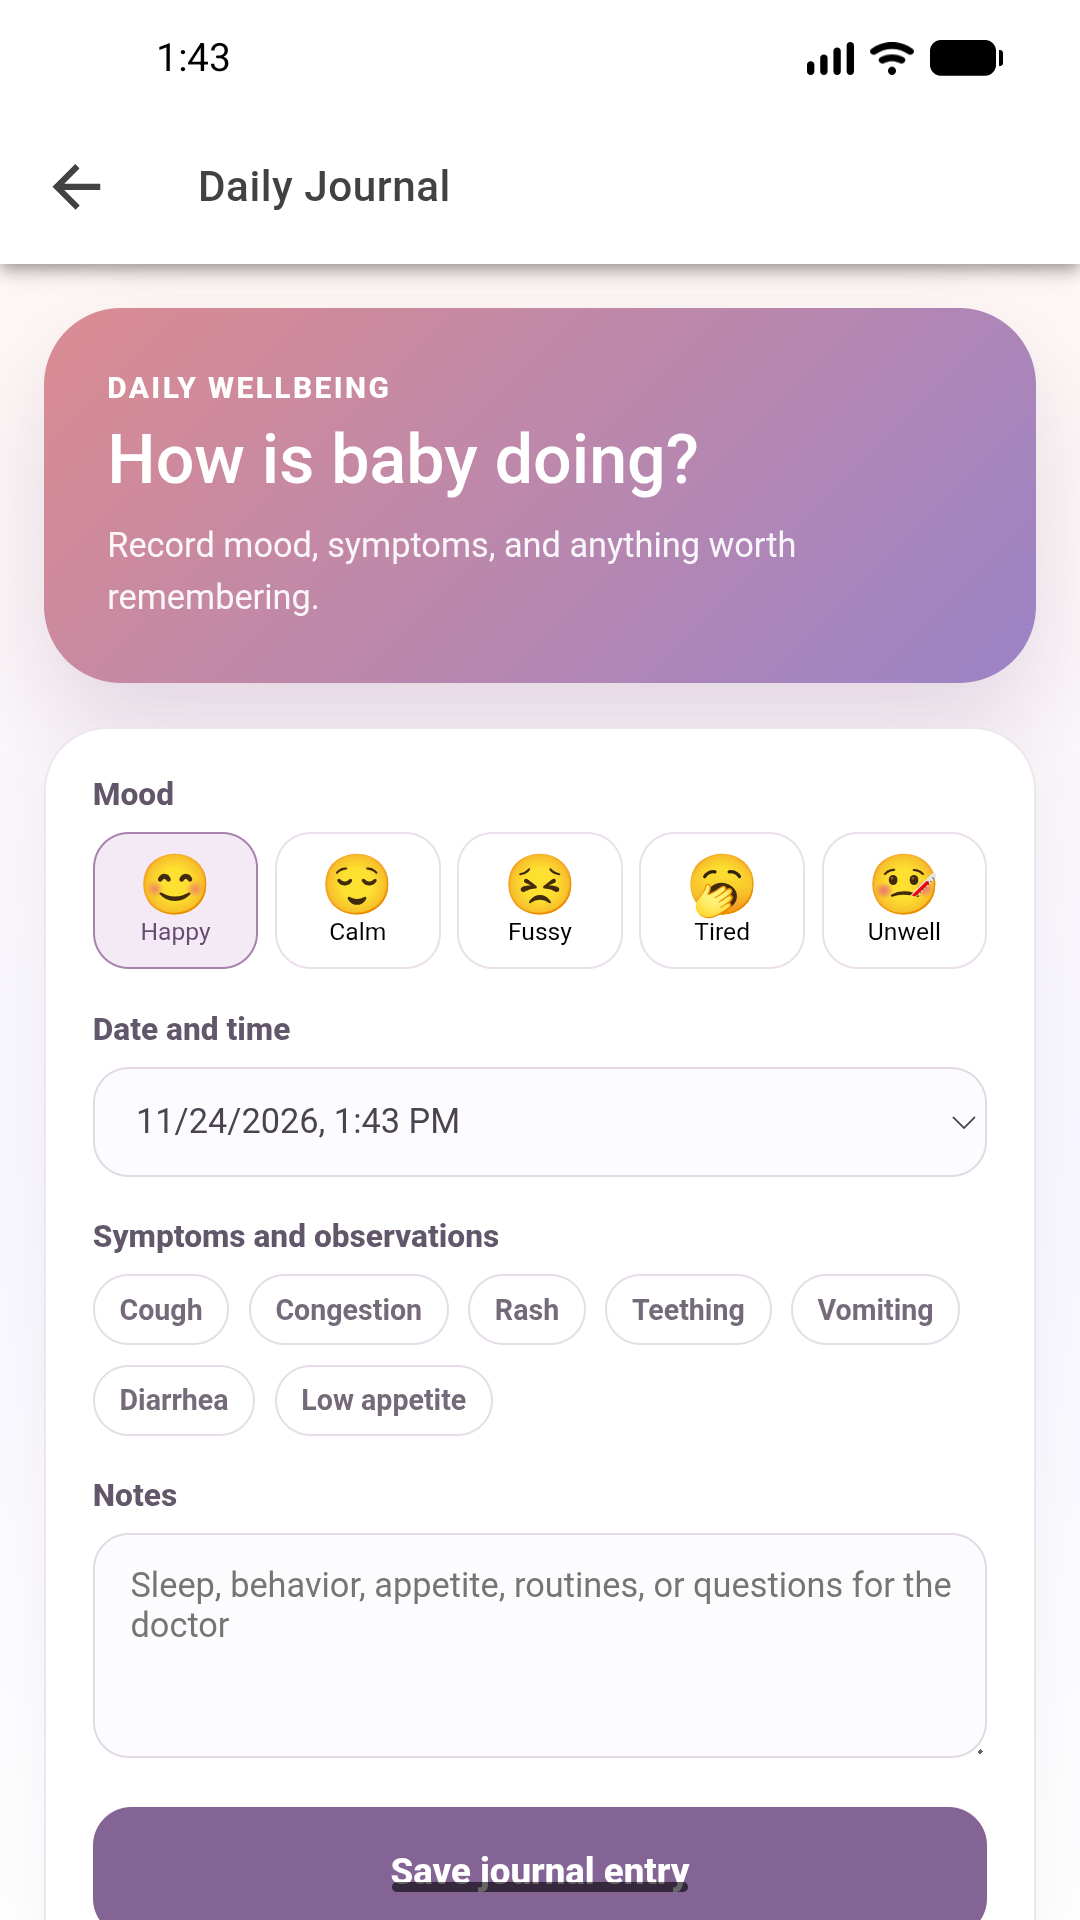 1:43
Daily Journal
DAILY WELLBEING
How is baby doing?
Record mood, symptoms, and anything worth
remembering.
Mood
Happy
Calm
Fussy
Tired
Unwell
Date and time
11/24/2026, 1:43 PM
Symptoms and observations
Cough
Congestion
Rash
Teething
Vomiting
Diarrhea
Low appetite
Notes
Sleep, behavior, appetite, routines, or questions for the
doctor
Save journal entry